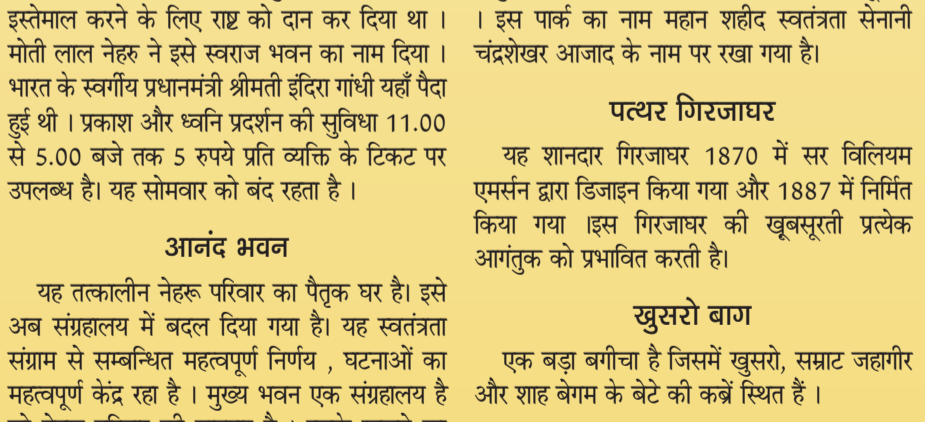 इस्तेमाल करने के लिए राष्ट को दान कर दिया था ।
मोती लाल नेहरु ने इसे स्वराज भवन का नाम दिया ।
भारत के स्वर्गीय प्रधानमंत्री श्रीमती इंदिरा गांधी यहाँ पैदा
हुई थी । प्रकाश और ध्वनि प्रदर्शन की सुविधा 11.00
से 5.00 बजे तक 5 रुपये प्रति व्यक्ति के टिकट पर
उपलब्ध है। यह सोमवार को बंद रहता है ।
आनंद भवन
यह तत्कालीन नेहरू परिवार का पैतृक घर है। इसे
अब संग्रहालय में बदल दिया गया है। यह स्वतंत्रता
संग्राम से सम्बन्धित महत्वपूर्ण निर्णय , घटनाओं का
महत्वपूर्ण केंद्र रहा है । मुख्य भवन एक संग्रहालय है
। इस पार्क का नाम महान शहीद स्वतंत्रता सेनानी
चंद्रशेखर आजाद के नाम पर रखा गया है।
पत्थर गिरजाघर
यह शानदार गिरजाघर 1870 में सर विलियम
एमर्सन द्वारा डिजाइन किया गया और 1887 में निर्मित
किया गया ।इस गिरजाघर की खूबसूरती प्रत्येक
आगंतुक को प्रभावित करती है।
खुसरो बाग
एक बड़ा बगीचा है जिसमें खुसरो, सम्राट जहागीर
और शाह बेगम के बेटे की कब्रें स्थित हैं ।